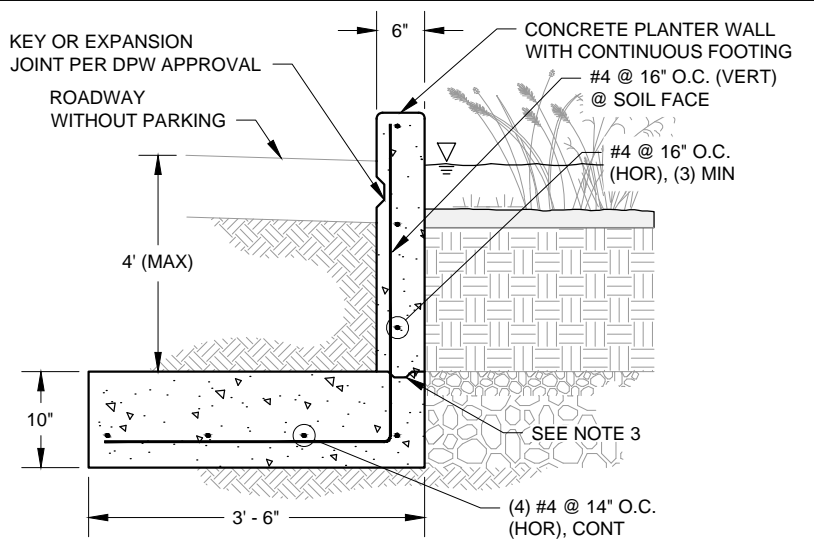 6"
KEY OR EXPANSION
JOINT PER DPW APPROVAL
ROADWAY
WITHOUT PARKING
CONCRETE PLANTER WALL
WITH CONTINUOUS FOOTING
#4 @ 16" O.C. (VERT)
@ SOIL FACE
#4 @ 16" O.C.
(HOR), (3) MIN
4' (MAX)
10"
SEE NOTE 3
3' - 6"
(4) #4 @ 14" O.C.
(HOR), CONT